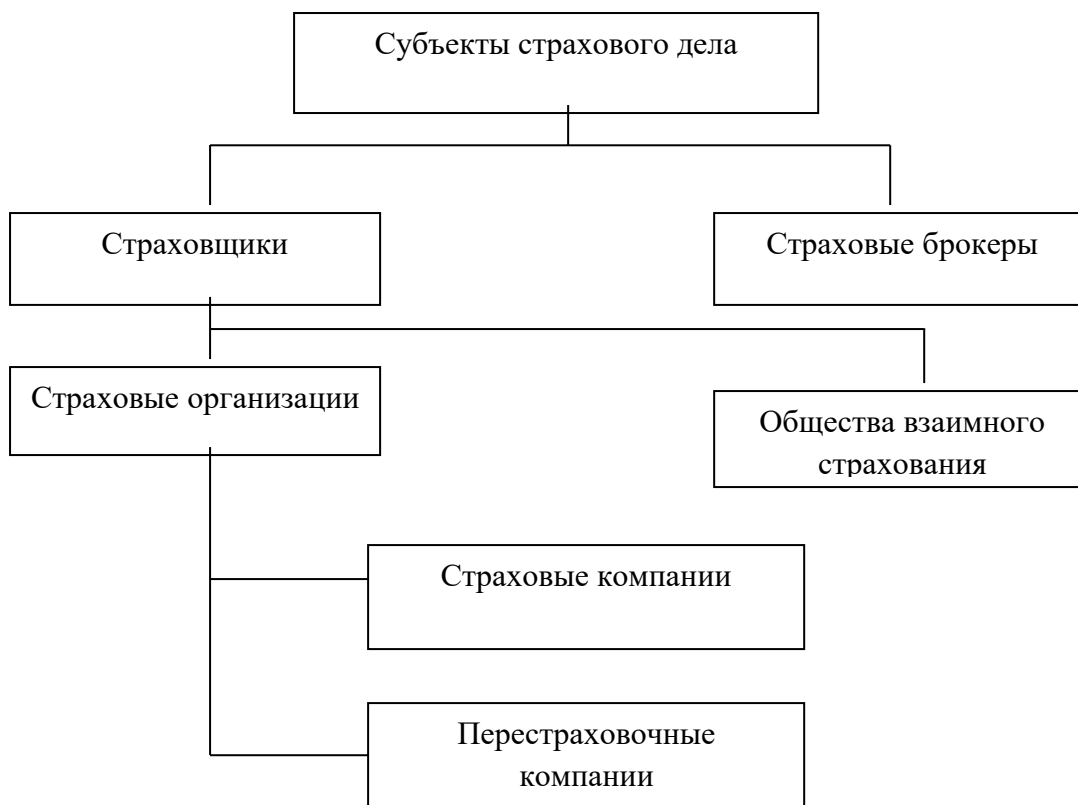 Субъекты страхового дела
Страховщики
Страховые брокеры
Страховые организации
Общества взаимного
страхования
Страховые компании
Перестраховочные
компании